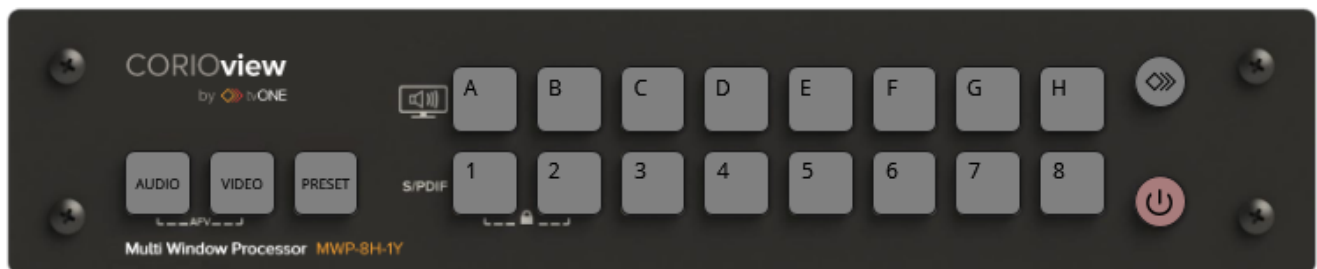 CORIOview
by tvONE
A B C D E F G H
AUDIO VIDEO PRESET
S/PDIF 1 2 3 4 5 6 7 8
AFV
Multi Window Processor MWP-8H-1Y